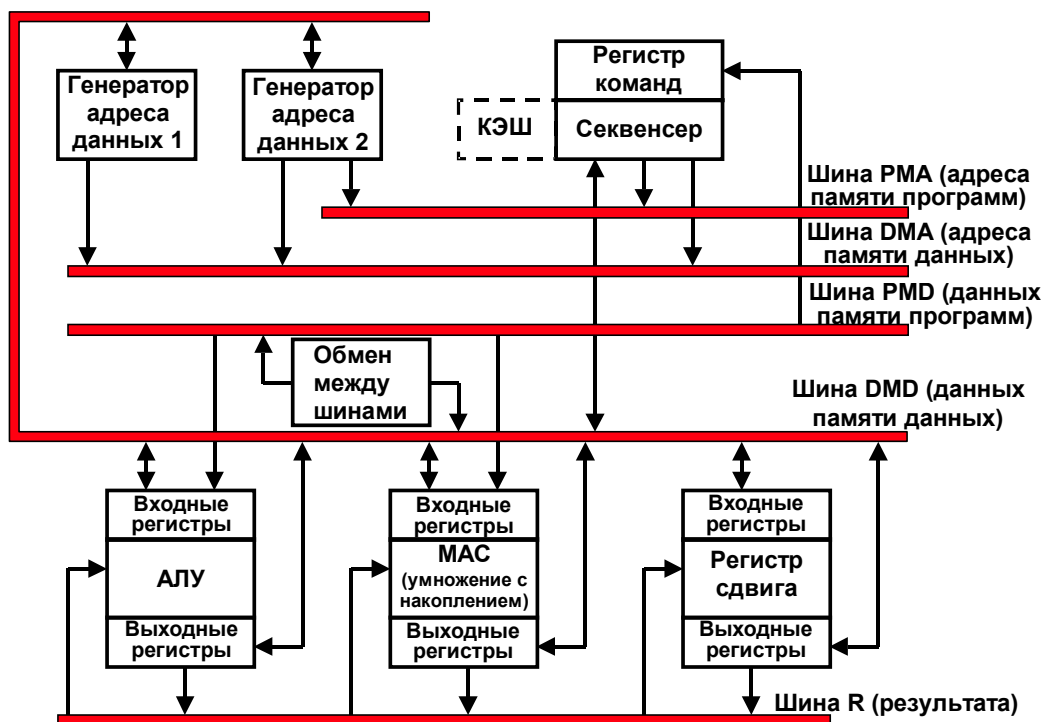 Генератор
адреса
данных 1
Генератор
адреса
данных 2
Регистр
команд
КЭШ
Секвенсер
Шина PMA (адреса
памяти программ)
Шина DMA (адреса
памяти данных)
Шина PMD (данных
памяти программ)
Обмен
между
шинами
Шина DMD (данных
памяти данных)
Входные
регистры
АЛУ
Выходные
регистры
Входные
регистры
МАС
(умножение с
накоплением)
Выходные
регистры
Входные
регистры
Регистр
сдвига
Выходные
регистры
Шина R (результата)